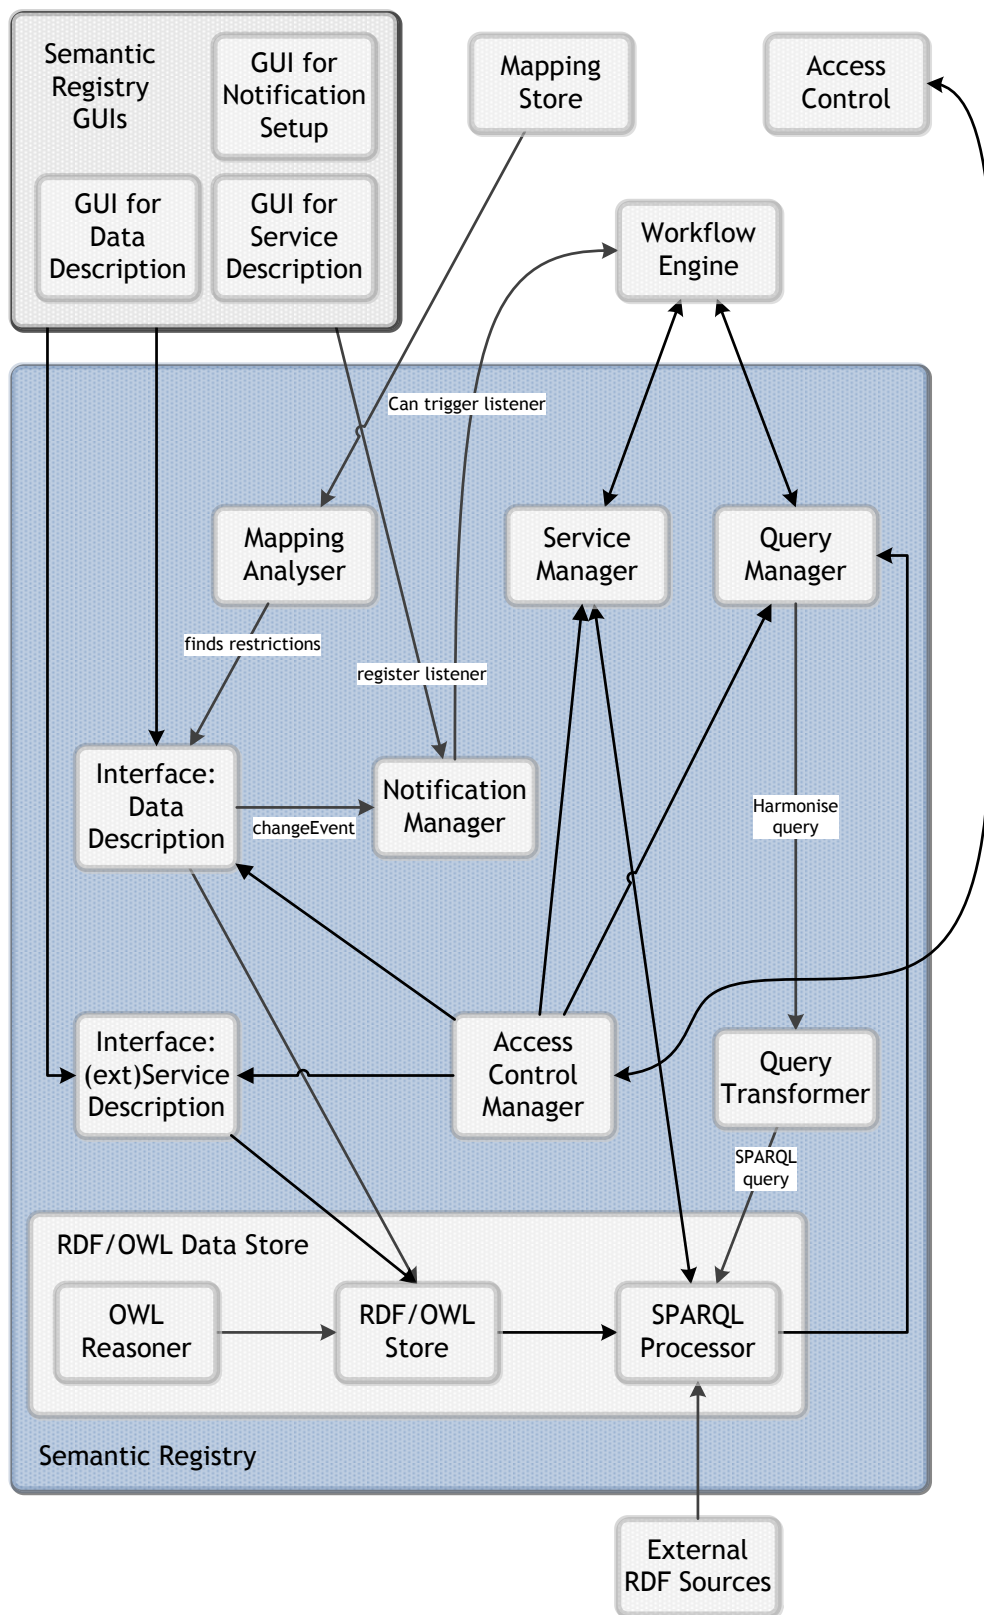 Semantic
Registry
GUIs
GUI for
Notification
Setup
GUI for
Data
Description
GUI for
Service
Description
Mapping
Store
Access
Control
Workflow
Engine
Can trigger listener
Mapping
Analyser
Service
Manager
Query
Manager
finds restrictions
register listener
Interface:
Data
Description
changeEvent
Notification
Manager
Harmonise
query
Interface:
(ext)Service
Description
Access
Control
Manager
Query
Transformer
SPARQL
query
RDF/OWL Data Store
OWL
Reasoner
RDF/OWL
Store
SPARQL
Processor
Semantic Registry
External
RDF Sources